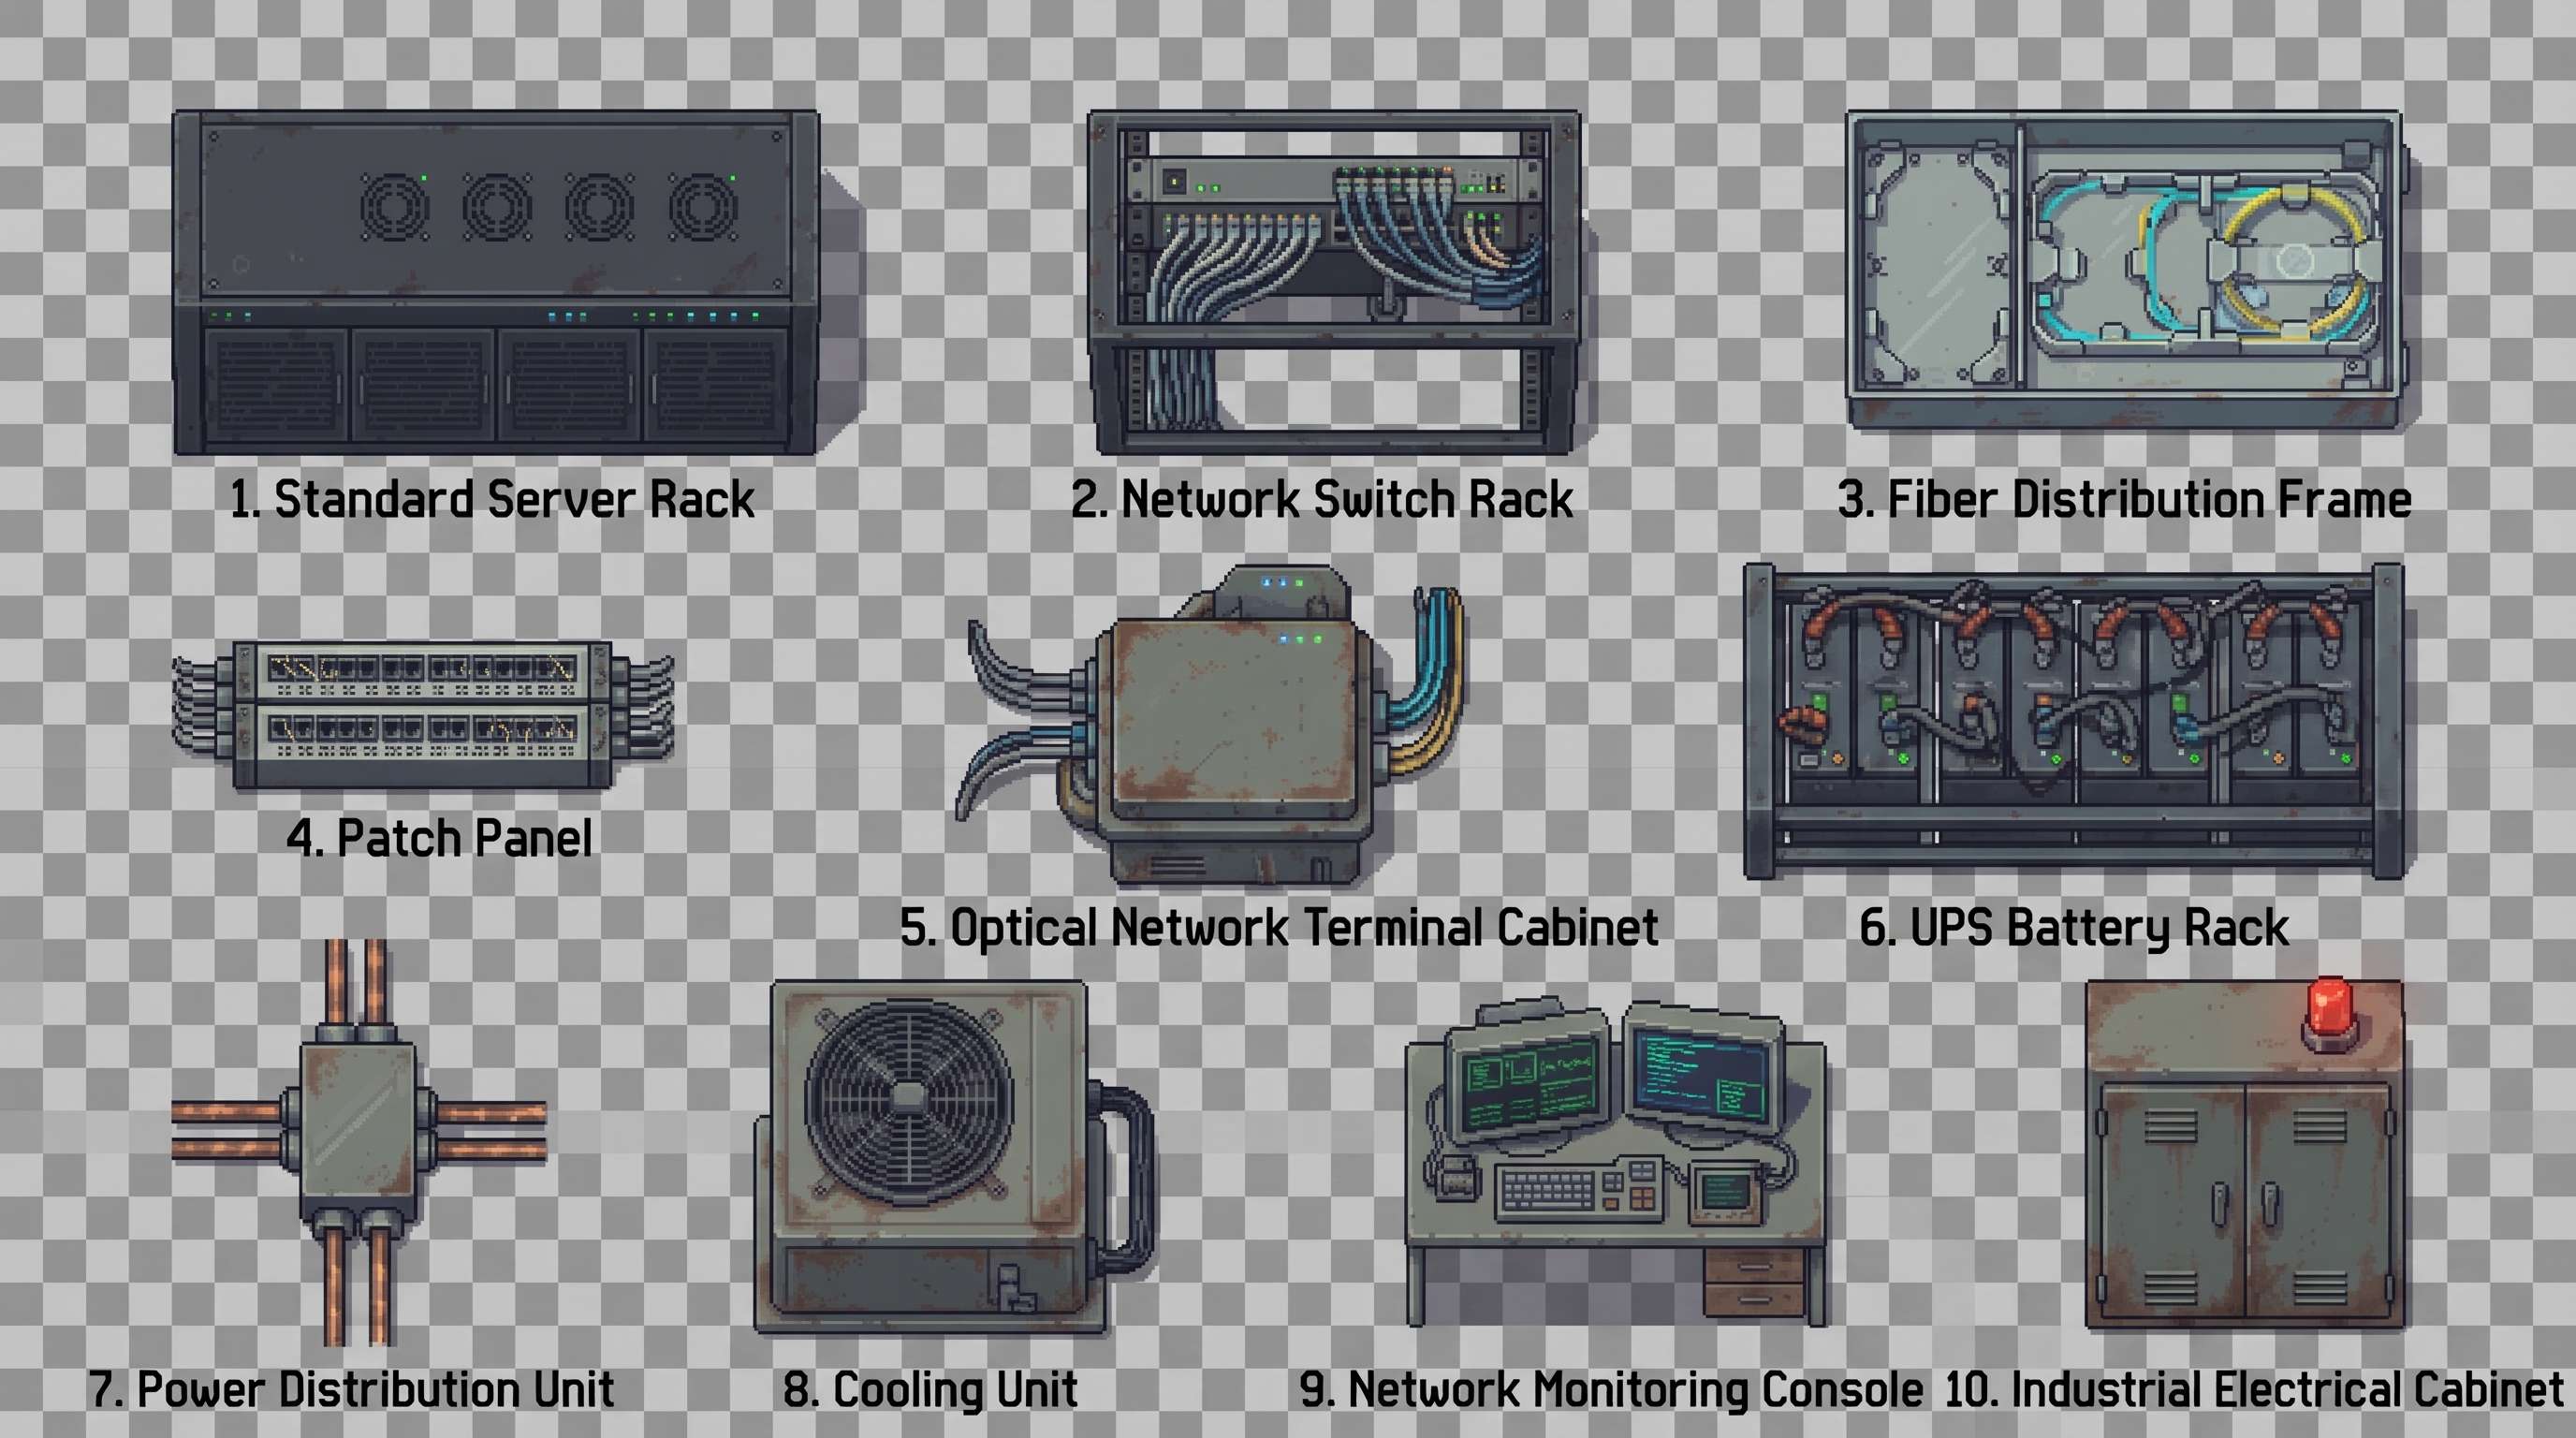 1. Standard Server Rack
2. Network Switch Rack
3. Fiber Distribution Frame
4. Patch Panel
5. Optical Network Terminal Cabinet
6. UPS Battery Rack
7. Power Distribution Unit
8. Cooling Unit
9. Network Monitoring Console
10. Industrial Electrical Cabinet